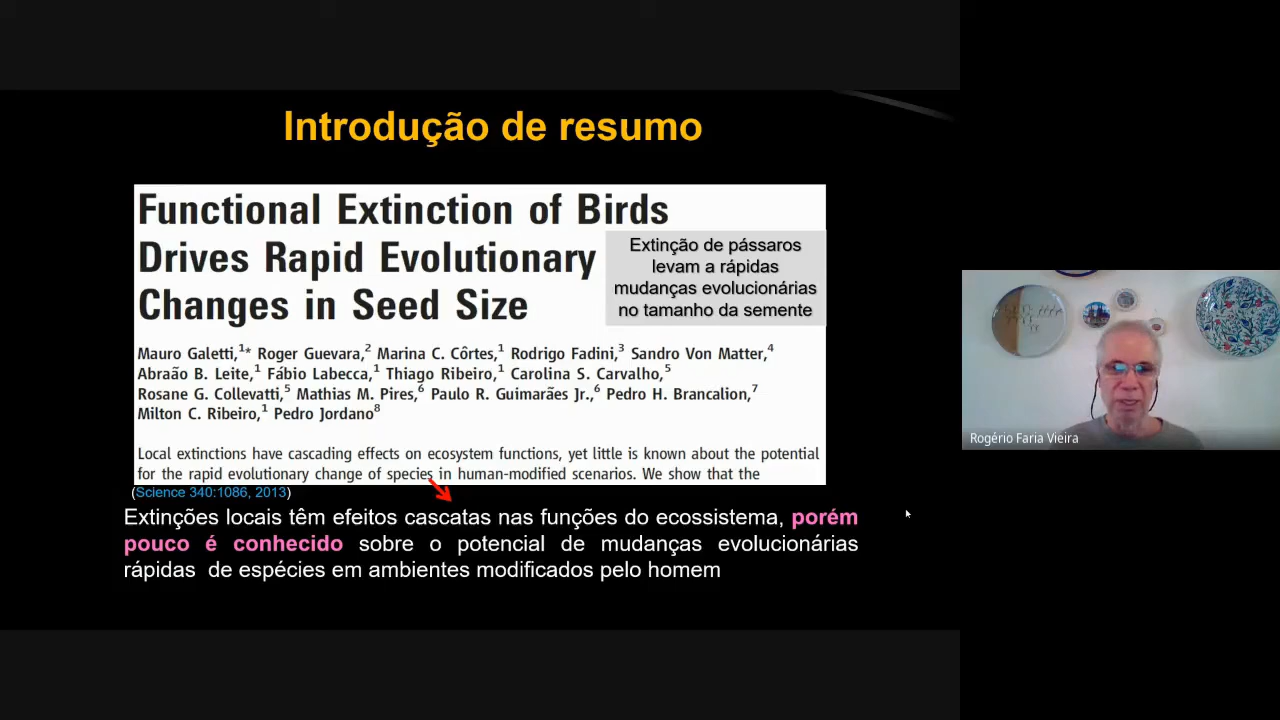 Introdução de resumo
Functional Extinction of Birds
Drives Rapid Evolutionary
Changes in Seed Size
Extinção de pássaros
levam a rápidas
mudanças evolucionárias
no tamanho da semente
Mauro Galetti,1* Roger Guevara,2 Marina C. Côrtes,1 Rodrigo Fadini,3 Sandro Von Matter,4
Abraão B. Leite,1 Fábio Labecca,1 Thiago Ribeiro,1 Carolina S. Carvalho,5
Rosane G. Collevatti,5 Mathias M. Pires,6 Paulo R. Guimarães Jr.,6 Pedro H. Brancalion,7
Milton C. Ribeiro,1 Pedro Jordano8
Local extinctions have cascading effects on ecosystem functions, yet little is known about the potential
for the rapid evolutionary change of species in human-modified scenarios. We show that the
(Science 340:1086, 2013)
Extinções locais têm efeitos cascatas nas funções do ecossistema, porém
pouco é conhecido sobre o potencial de mudanças evolucionárias
rápidas de espécies em ambientes modificados pelo homem
Rogério Faria Vieira